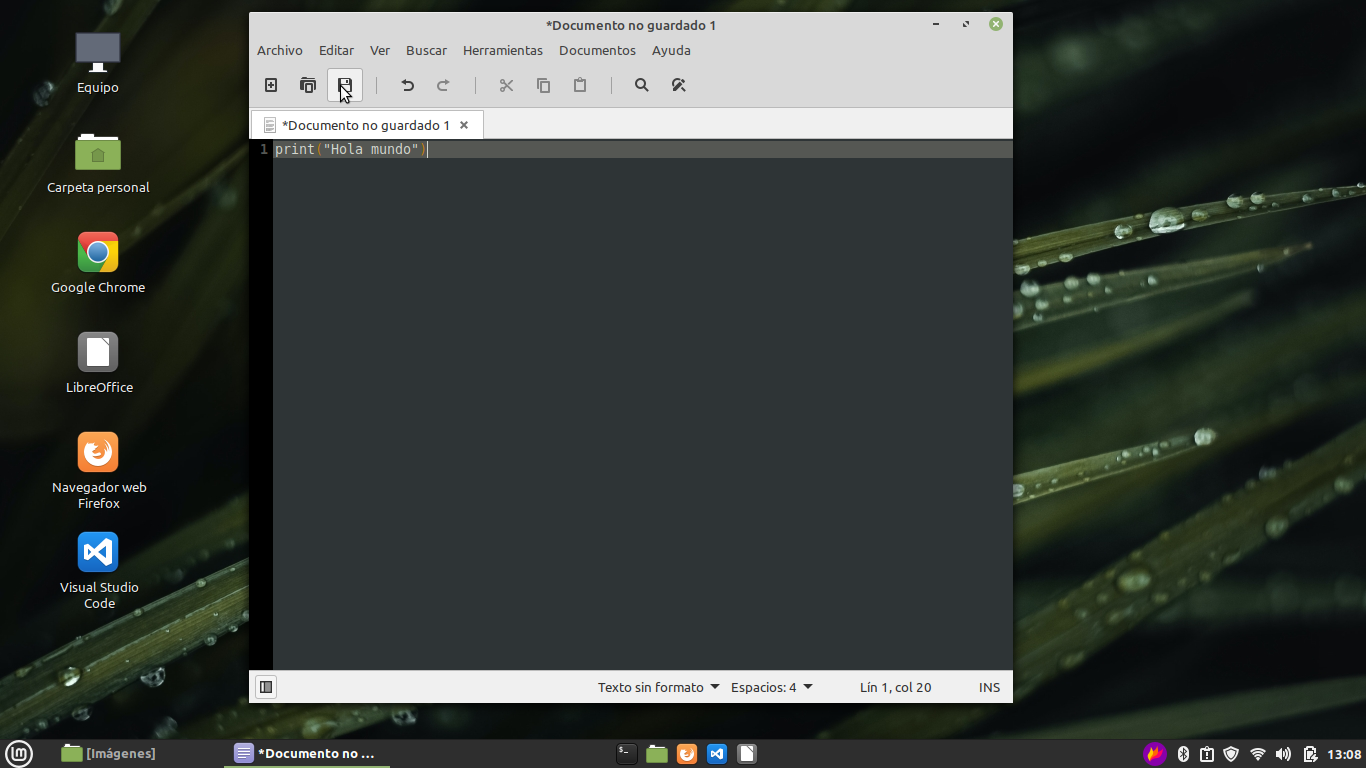 *Documento no guardado 1
Archivo Editar Ver Buscar Herramientas Documentos Ayuda
*Documento no guardado 1
1 print("Hola mundo")
Equipo
Carpeta personal
Google Chrome
LibreOffice
Navegador web
Firefox
Visual Studio
Code
Texto sin formato Espacios: 4 Lín 1, col 20 INS
lm [Imágenes] *Documento no ... $_ 13:08